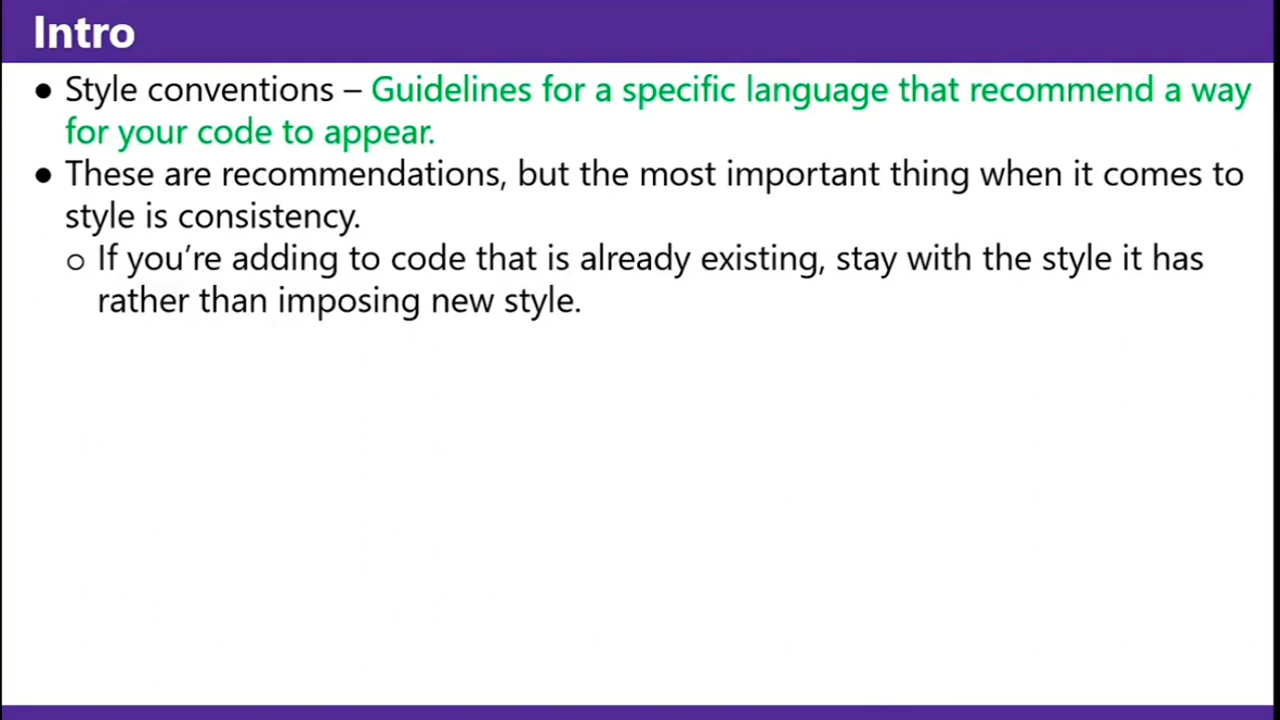 Intro
● Style conventions – Guidelines for a specific language that recommend a way
for your code to appear.
● These are recommendations, but the most important thing when it comes to
style is consistency.
○ If you’re adding to code that is already existing, stay with the style it has
rather than imposing new style.